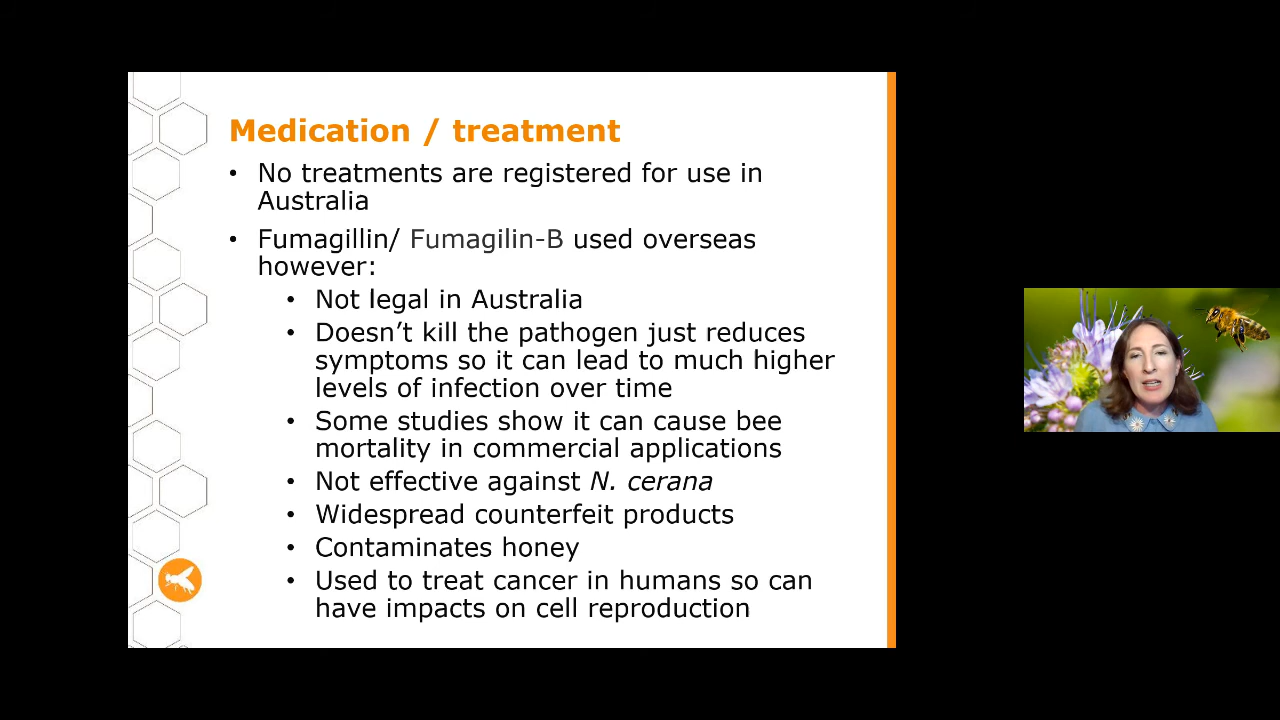 Medication / treatment
• No treatments are registered for use in
Australia
• Fumagillin/ Fumagilin-B used overseas
however:
• Not legal in Australia
• Doesn’t kill the pathogen just reduces
symptoms so it can lead to much higher
levels of infection over time
• Some studies show it can cause bee
mortality in commercial applications
• Not effective against N. cerana
• Widespread counterfeit products
• Contaminates honey
• Used to treat cancer in humans so can
have impacts on cell reproduction